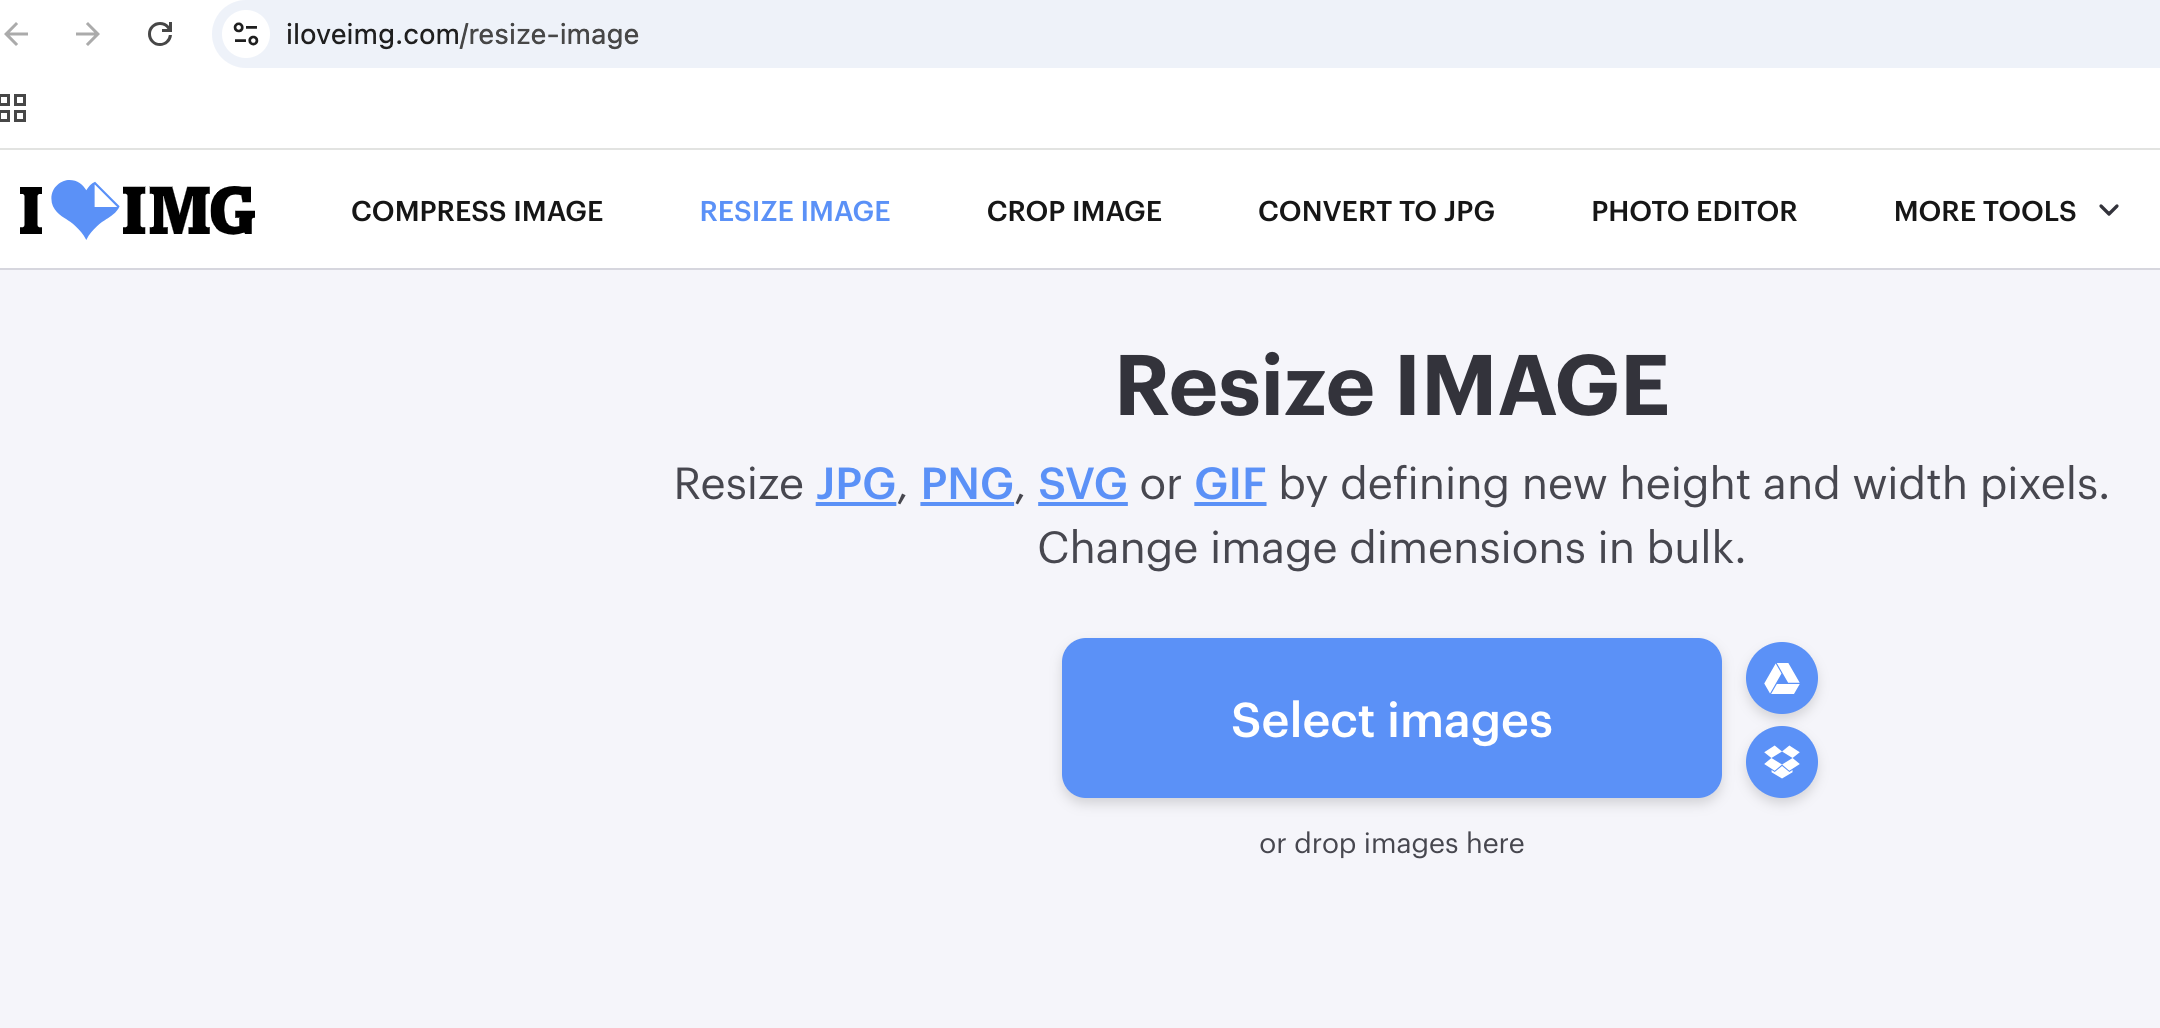 iloveimg.com/resize-image
I IMG
COMPRESS IMAGE
RESIZE IMAGE
CROP IMAGE
CONVERT TO JPG
PHOTO EDITOR
MORE TOOLS
Resize IMAGE
Resize JPG, PNG, SVG or GIF by defining new height and width pixels.
Change image dimensions in bulk.
Select images
or drop images here